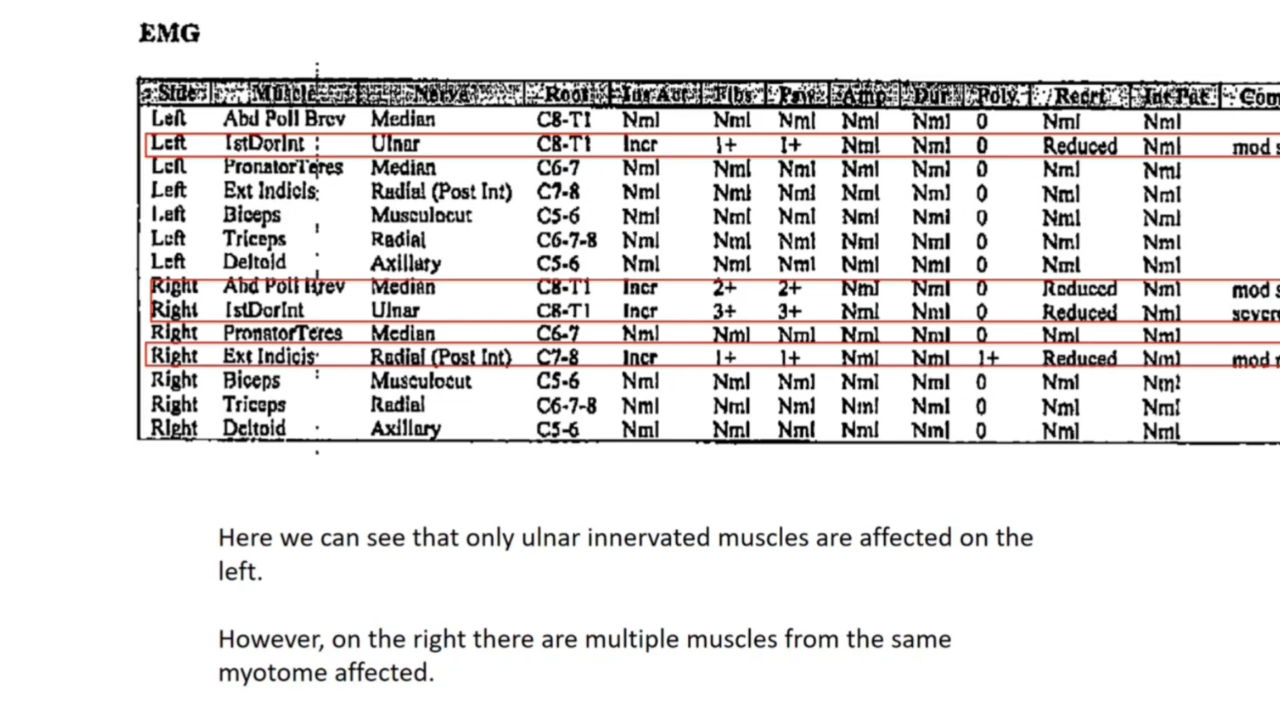 EMG
Side Muscle Nerve Root Ins Act Fibs Psw Amp Dur Poly Recrt Int Pat Com
Left Abd Poll Brev Median C8-T1 Nml Nml Nml Nml Nml 0 Nml Nml
Left 1stDorInt Ulnar C8-T1 Incr 1+ 1+ Nml Nml 0 Reduced Nml mod s
Left PronatorTeres Median C6-7 Nml Nml Nml Nml Nml 0 Nml Nml
Left Ext Indicis Radial (Post Int) C7-8 Nml Nml Nml Nml Nml 0 Nml Nml
Left Biceps Musculocut C5-6 Nml Nml Nml Nml Nml 0 Nml Nml
Left Triceps Radial C6-7-8 Nml Nml Nml Nml Nml 0 Nml Nml
Left Deltoid Axillary C5-6 Nml Nml Nml Nml Nml 0 Nml Nml
Right Abd Poll Brev Median C8-T1 Incr 2+ 2+ Nml Nml 0 Reduced Nml mod s
Right 1stDorInt Ulnar C8-T1 Incr 3+ 3+ Nml Nml 0 Reduced Nml severe
Right PronatorTeres Median C6-7 Nml Nml Nml Nml Nml 0 Nml Nml
Right Ext Indicis Radial (Post Int) C7-8 Incr 1+ 1+ Nml Nml 1+ Reduced Nml mod r
Right Biceps Musculocut C5-6 Nml Nml Nml Nml Nml 0 Nml Nml
Right Triceps Radial C6-7-8 Nml Nml Nml Nml Nml 0 Nml Nml
Right Deltoid Axillary C5-6 Nml Nml Nml Nml Nml 0 Nml Nml
Here we can see that only ulnar innervated muscles are affected on the
left.
However, on the right there are multiple muscles from the same
myotome affected.